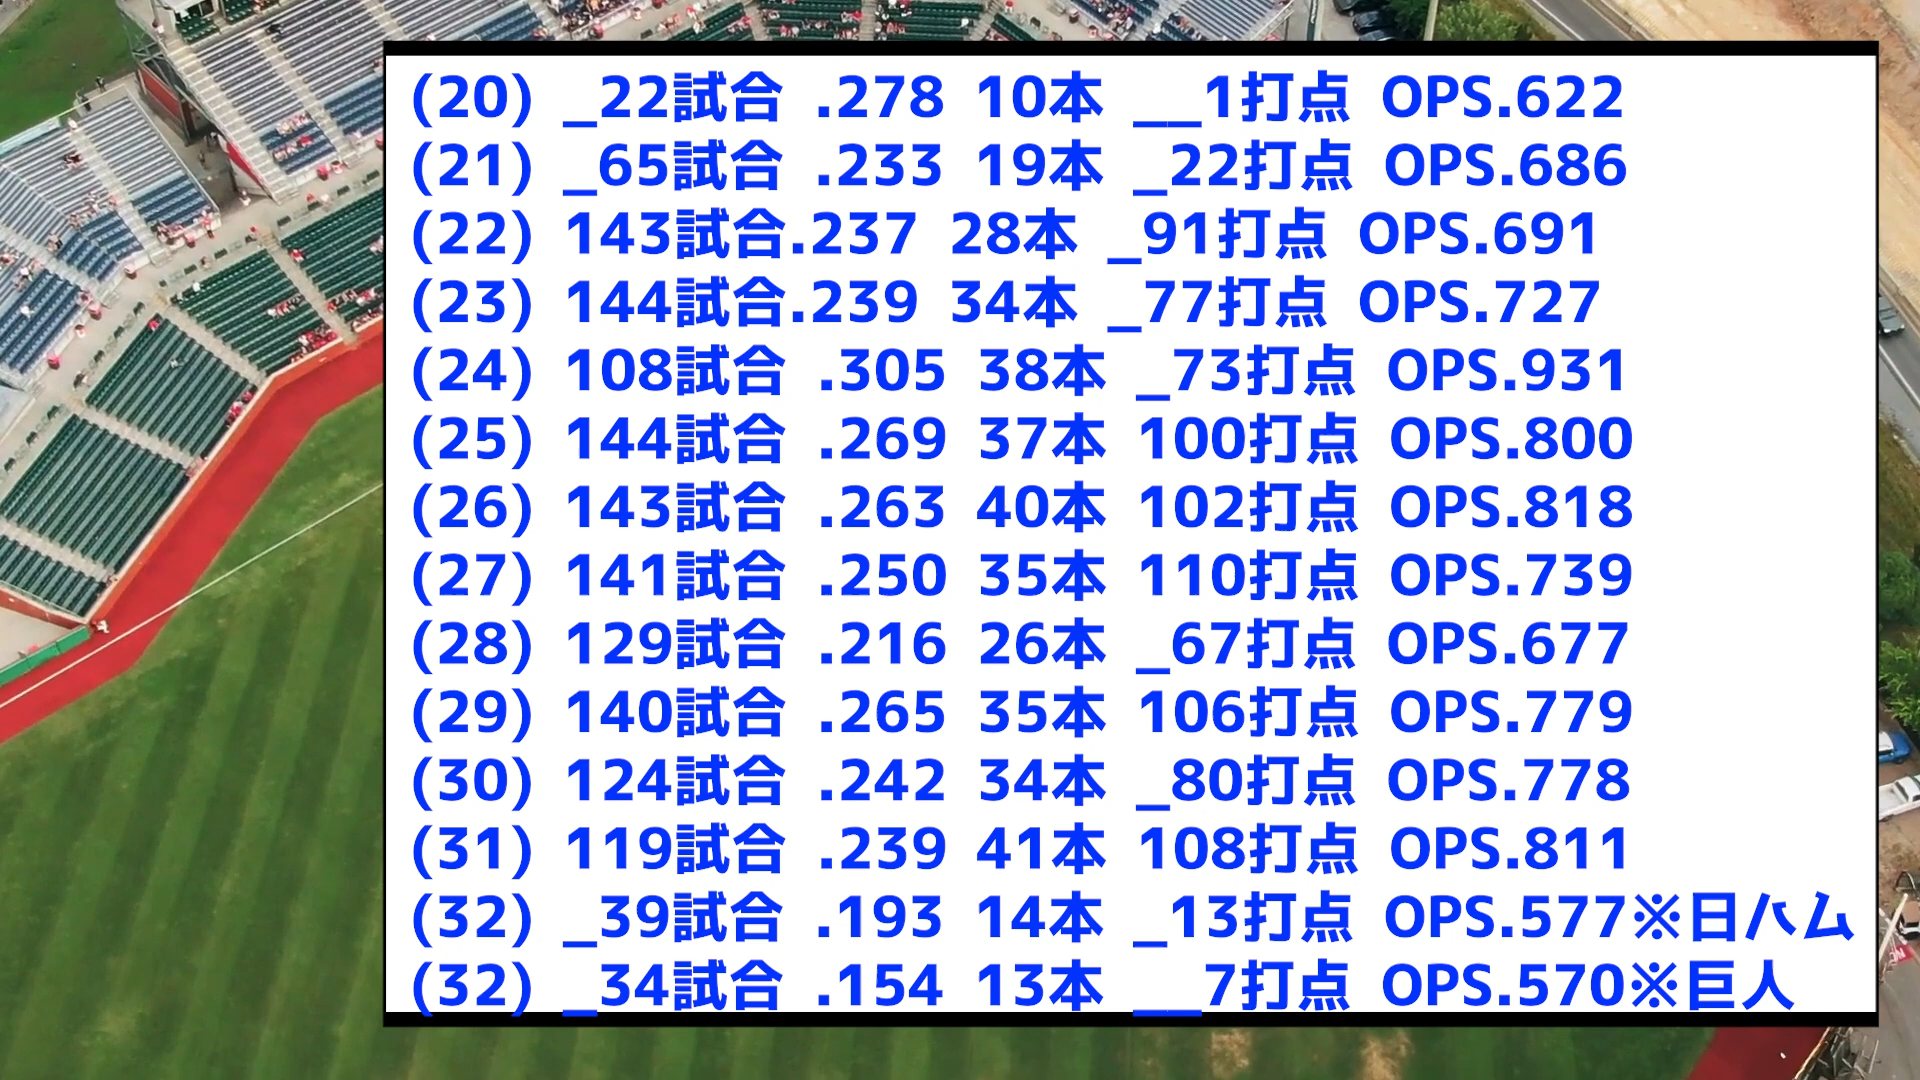 (20) _22試合 .278 10本 __1打点 OPS.622
(21) _65試合 .233 19本 _22打点 OPS.686
(22) 143試合.237 28本 _91打点 OPS.691
(23) 144試合.239 34本 _77打点 OPS.727
(24) 108試合 .305 38本 _73打点 OPS.931
(25) 144試合 .269 37本 100打点 OPS.800
(26) 143試合 .263 40本 102打点 OPS.818
(27) 141試合 .250 35本 110打点 OPS.739
(28) 129試合 .216 26本 _67打点 OPS.677
(29) 140試合 .265 35本 106打点 OPS.779
(30) 124試合 .242 34本 _80打点 OPS.778
(31) 119試合 .239 41本 108打点 OPS.811
(32) _39試合 .193 14本 _13打点 OPS.577※日ハム
(32) _34試合 .154 13本 __7打点 OPS.570※巨人